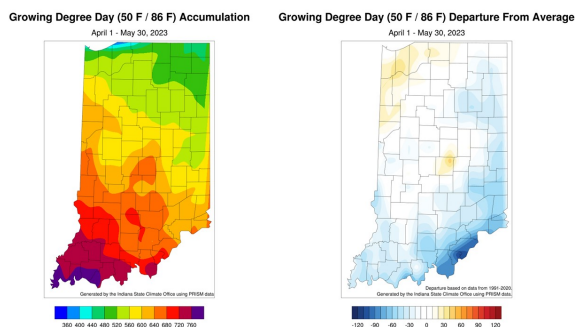 Growing Degree Day (50 F / 86 F) Accumulation
April 1 - May 30, 2023
Generated by the Indiana State Climate Office using PRISM data
360 400 440 480 520 560 600 640 680 720 760
Growing Degree Day (50 F / 86 F) Departure From Average
April 1 - May 30, 2023
Departure based on data from 1991-2020.
Generated by the Indiana State Climate Office using PRISM data
-120 -90 -60 -30 0 30 60 90 120